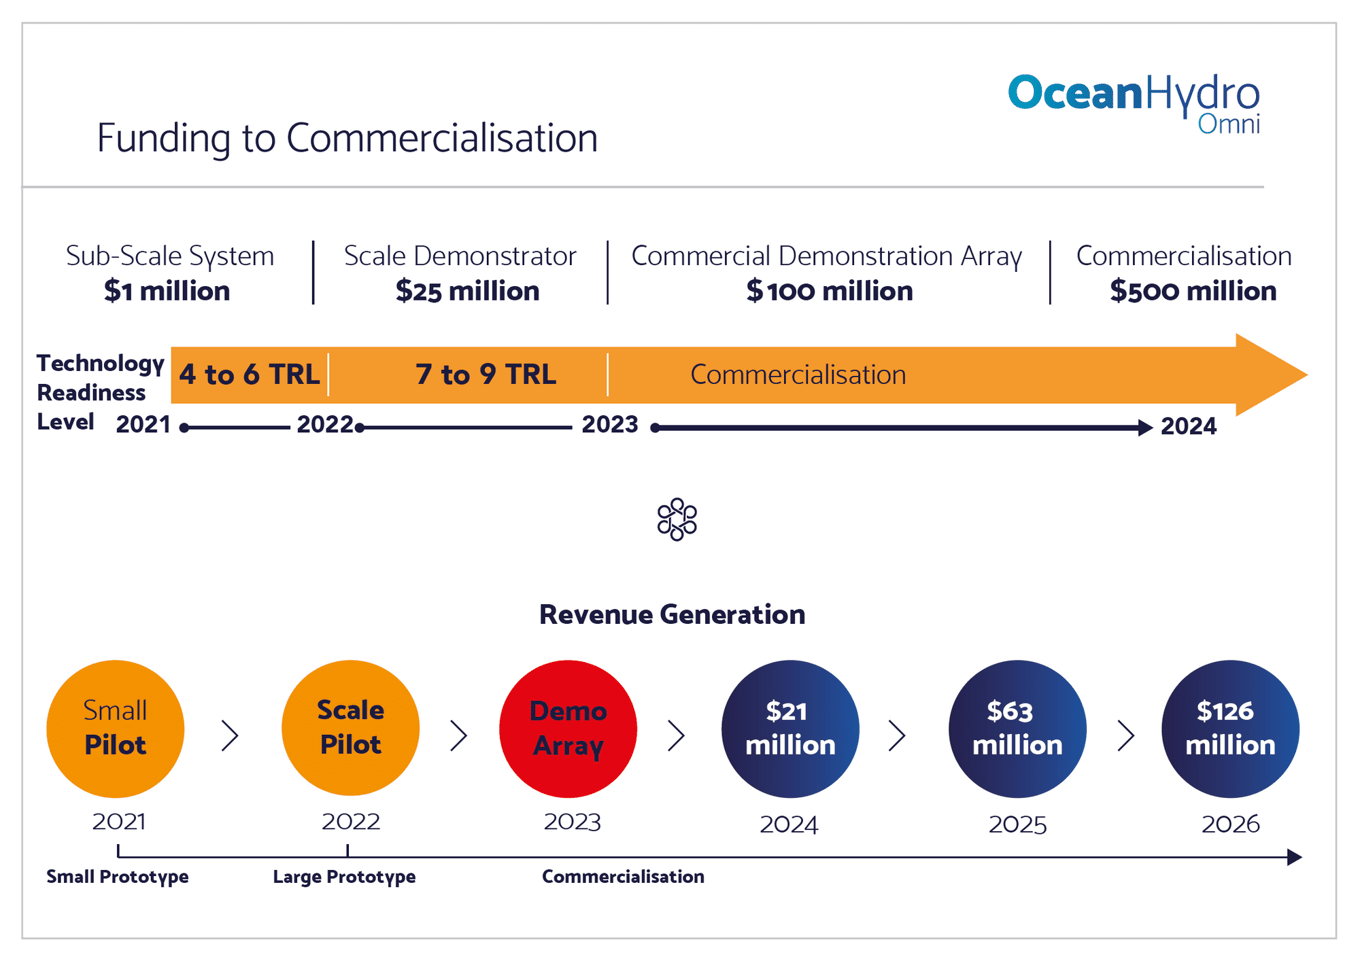 OceanHydro
Omni
Funding to Commercialisation
Sub-Scale System
$1 million
Scale Demonstrator
$25 million
Commercial Demonstration Array
$100 million
Commercialisation
$500 million
Technology
Readiness
Level
4 to 6 TRL
7 to 9 TRL
Commercialisation
2021
2022
2023
2024
Revenue Generation
Small
Pilot
Scale
Pilot
Demo
Array
$21
million
$63
million
$126
million
2021
2022
2023
2024
2025
2026
Small Prototype
Large Prototype
Commercialisation